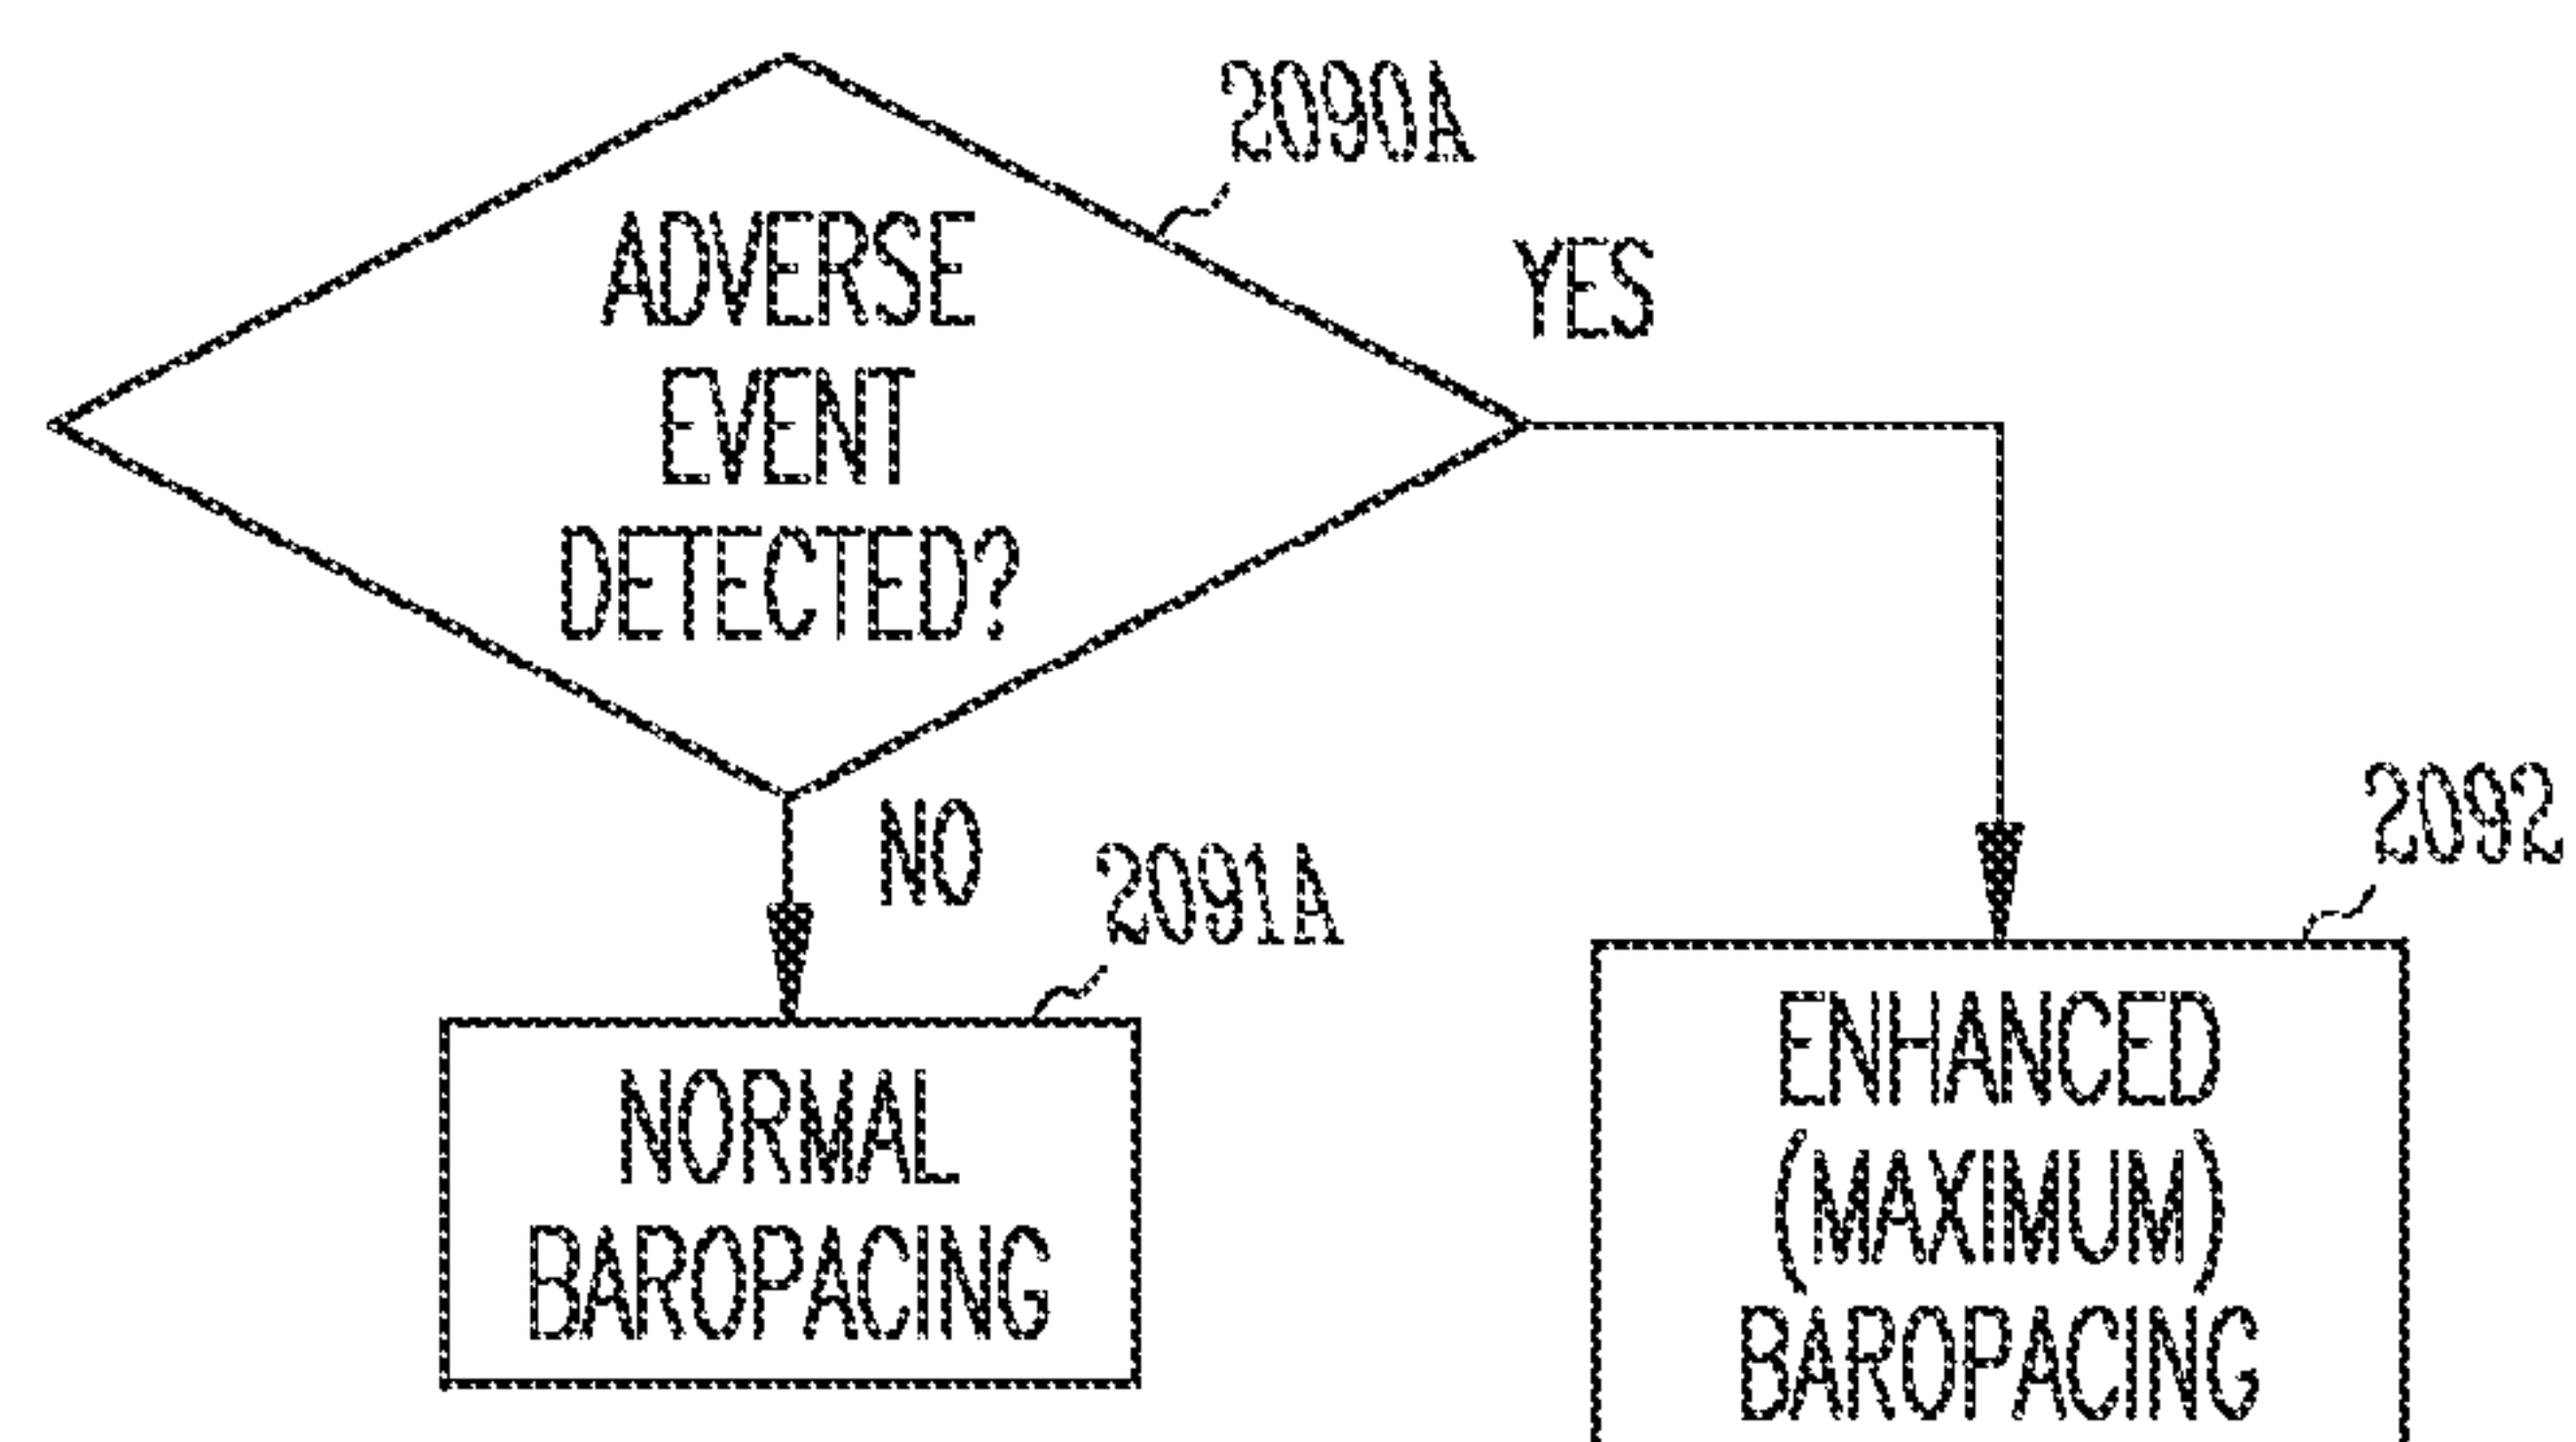 2090A
ADVERSE
EVENT
DETECTED?
YES
NO
2091A
NORMAL
BAROPACING
2092
ENHANCED
(MAXIMUM)
BAROPACING